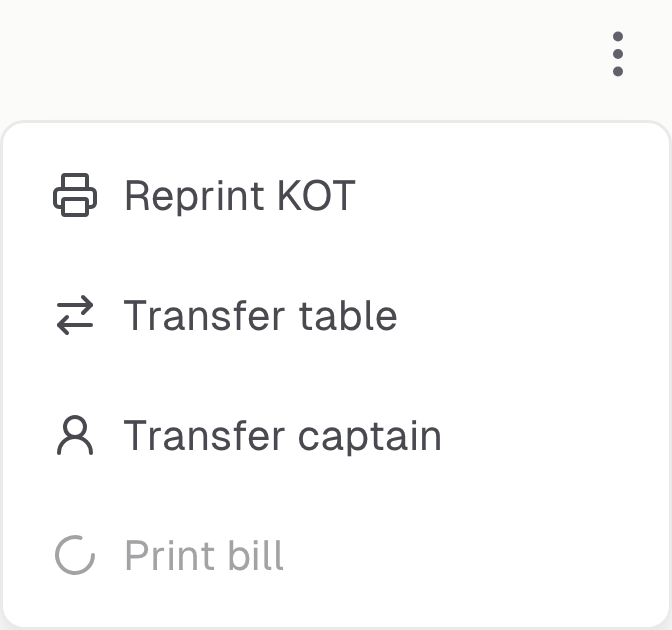 Reprint KOT
Transfer table
Transfer captain
Print bill